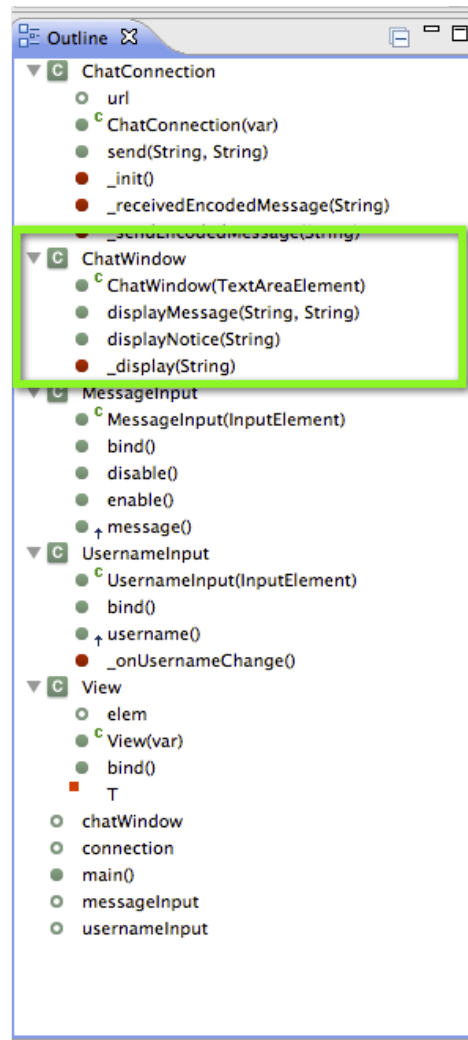 Outline
C ChatConnection
url
c ChatConnection(var)
send(String, String)
_init()
_receivedEncodedMessage(String)
_sendEncodedMessage(String)
C ChatWindow
c ChatWindow(TextAreaElement)
displayMessage(String, String)
displayNotice(String)
_display(String)
C MessageInput
c MessageInput(InputElement)
bind()
disable()
enable()
message()
C UsernameInput
c UsernameInput(InputElement)
bind()
username()
_onUsernameChange()
C View
elem
c View(var)
bind()
T
chatWindow
connection
main()
messageInput
usernameInput